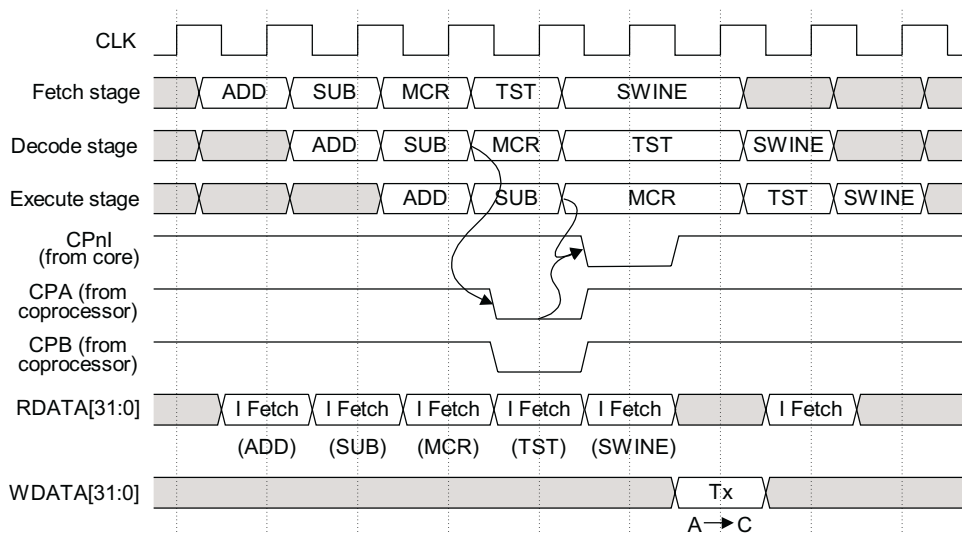 CLK
Fetch stage ADD SUB MCR TST SWINE
Decode stage ADD SUB MCR TST SWINE
Execute stage ADD SUB MCR TST SWINE
CPnI
(from core)
CPA (from
coprocessor)
CPB (from
coprocessor)
RDATA[31:0] I Fetch I Fetch I Fetch I Fetch I Fetch I Fetch
(ADD) (SUB) (MCR) (TST) (SWINE)
WDATA[31:0] Tx
A C